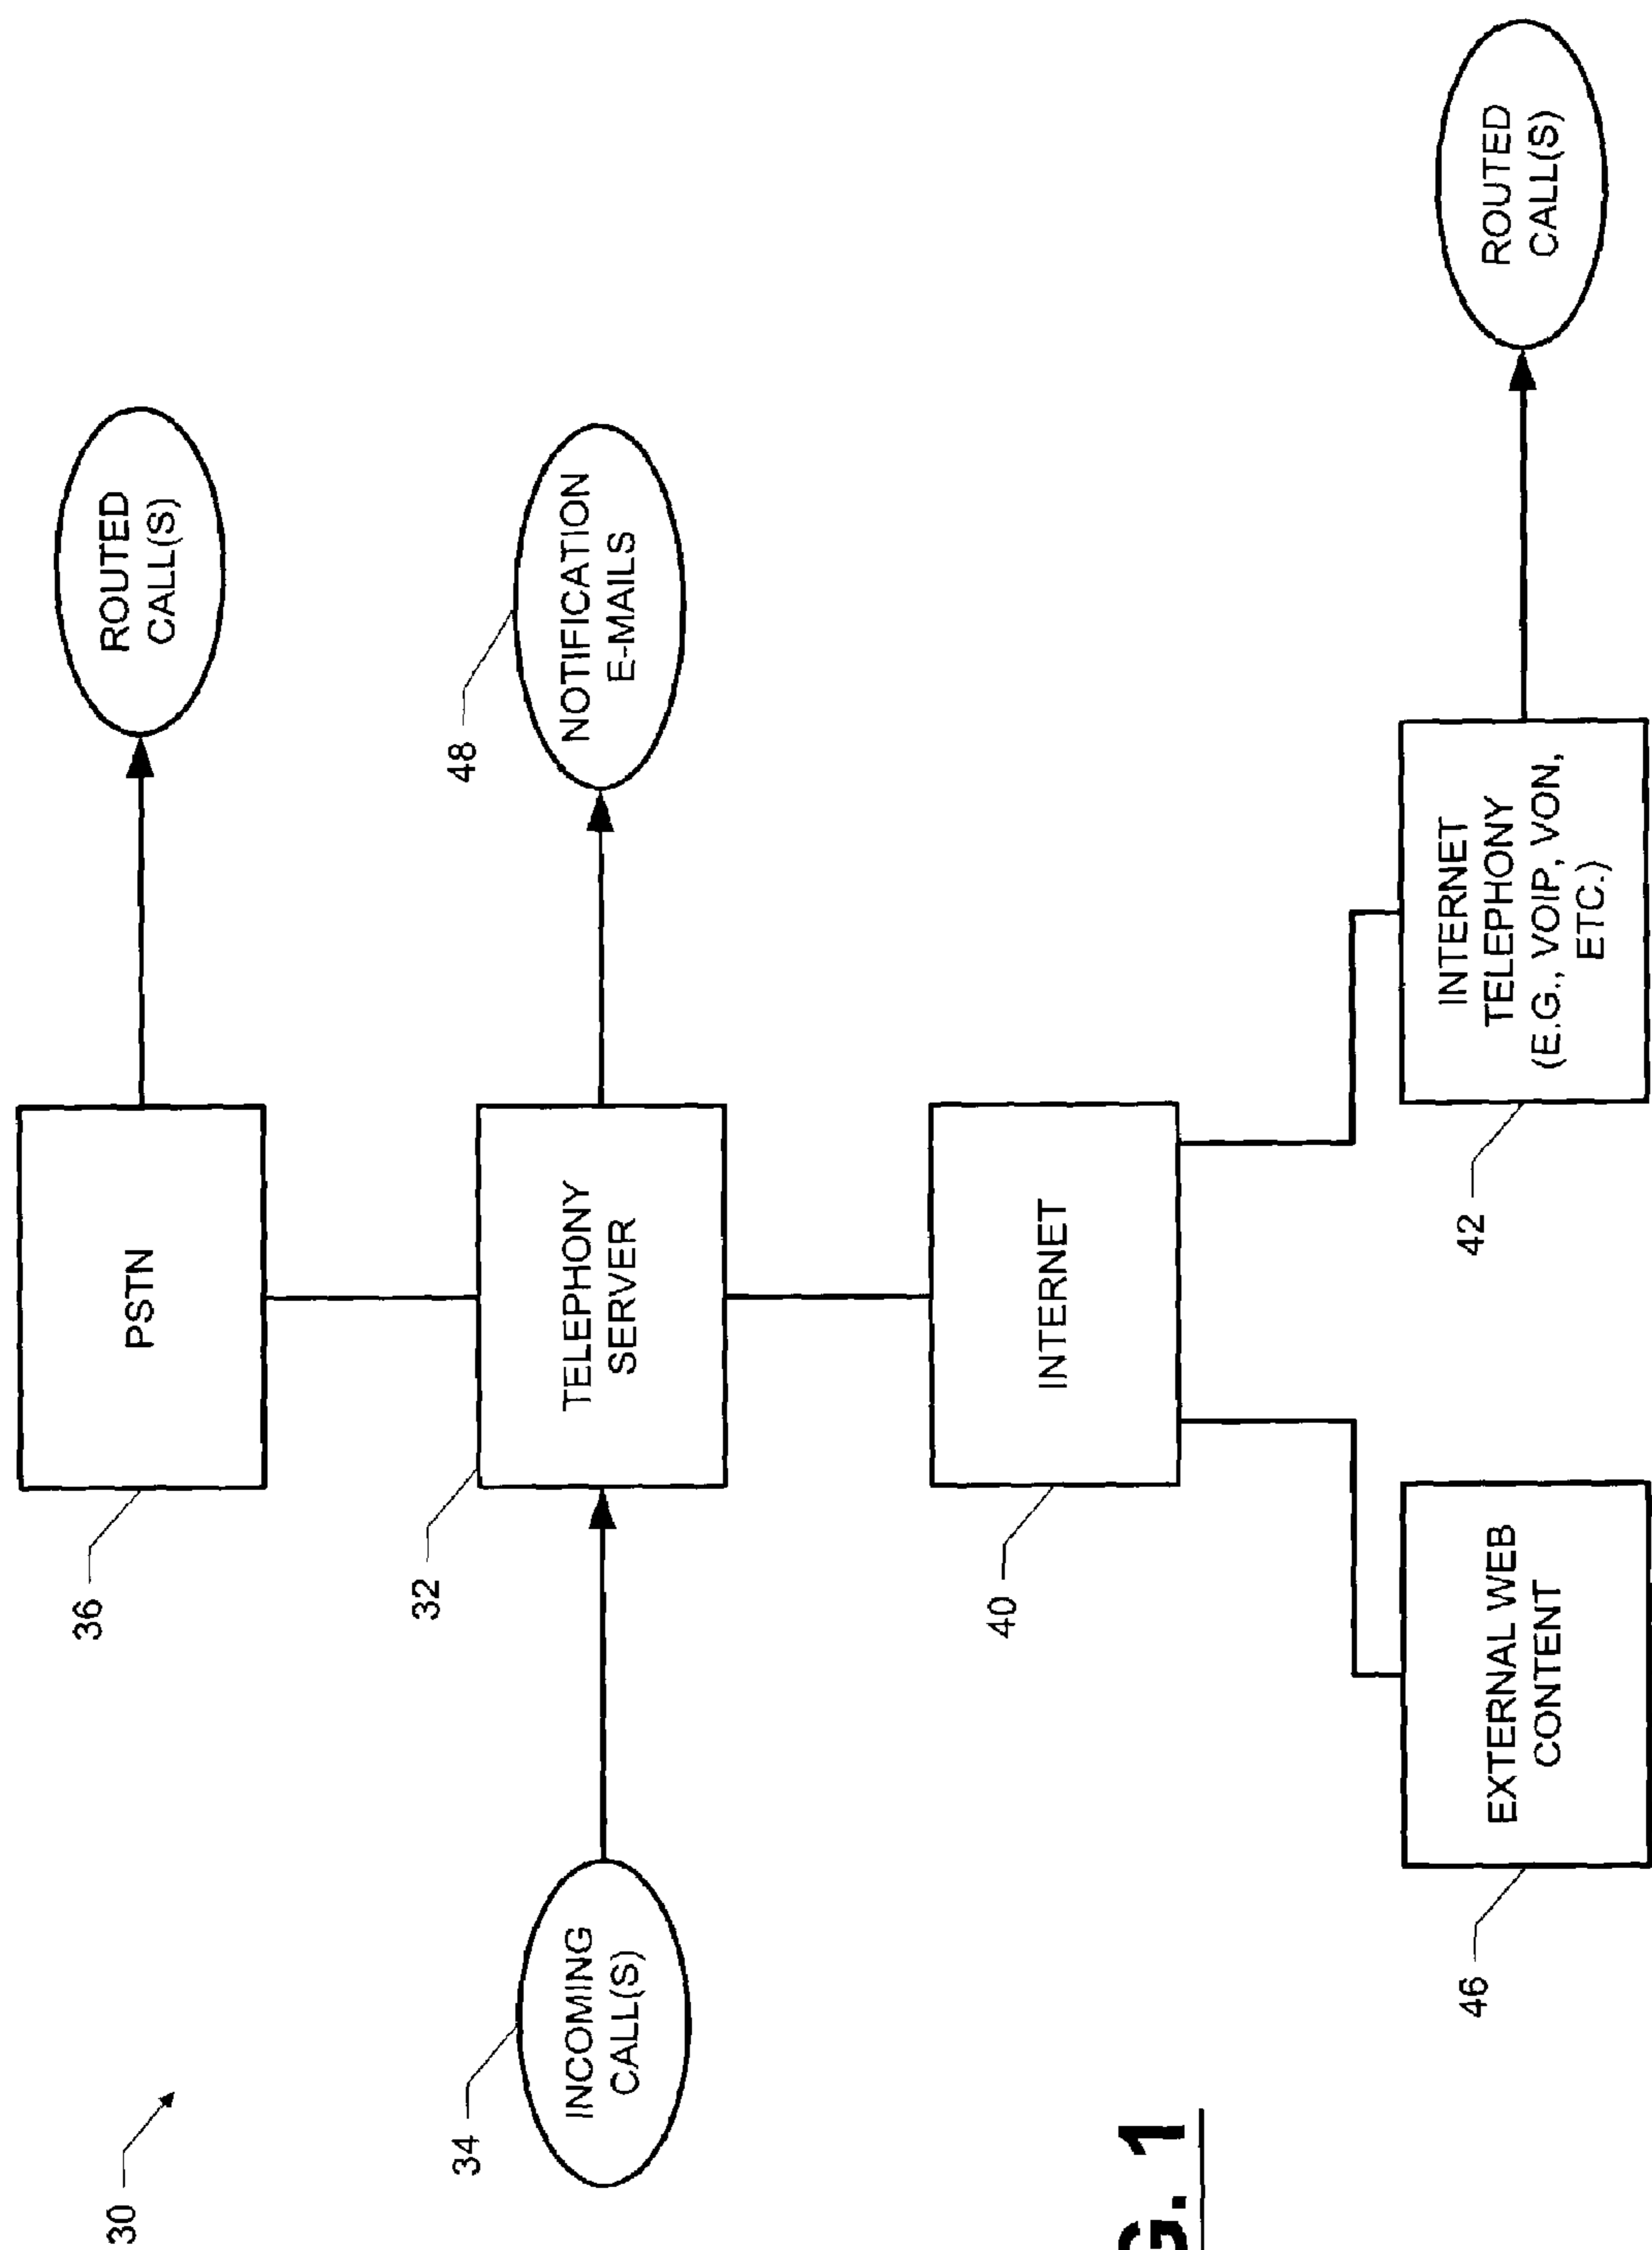 30
36
PSTN
ROUTED
CALL(S)
34
INCOMING
CALL(S)
32
TELEPHONY
SERVER
48
NOTIFICATION
E-MAILS
40
INTERNET
46
EXTERNAL WEB
CONTENT
42
INTERNET
TELEPHONY
(E.G., VOIP, VON,
ETC.)
ROUTED
CALL(S)
G. 1